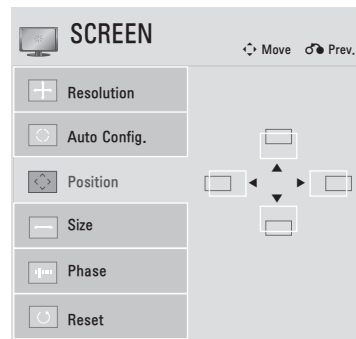 SCREEN
Move
Prev.
Resolution
Auto Config.
Position
Size
Phase
Reset